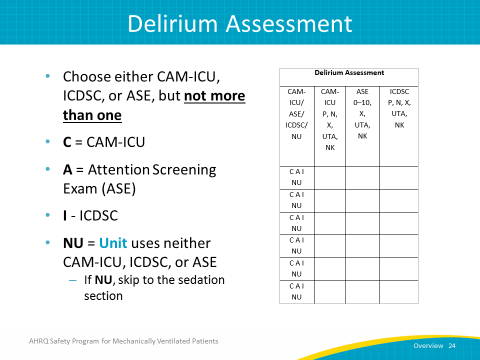 Delirium Assessment
• Choose either CAM-ICU,
ICDSC, or ASE, but not more
than one
• C = CAM-ICU
• A = Attention Screening
Exam (ASE)
• I - ICDSC
• NU = Unit uses neither
CAM-ICU, ICDSC, or ASE
– If NU, skip to the sedation
section
Delirium Assessment
CAM-
ICU/
ASE/
ICDSC/
NU
CAM-
ICU
P, N,
X,
UTA,
NK
ASE
0–10,
X,
UTA,
NK
ICDSC
P, N, X,
UTA,
NK
C A I
NU
C A I
NU
C A I
NU
C A I
NU
C A I
NU
C A I
NU
AHRQ Safety Program for Mechanically Ventilated Patients
Overview 24